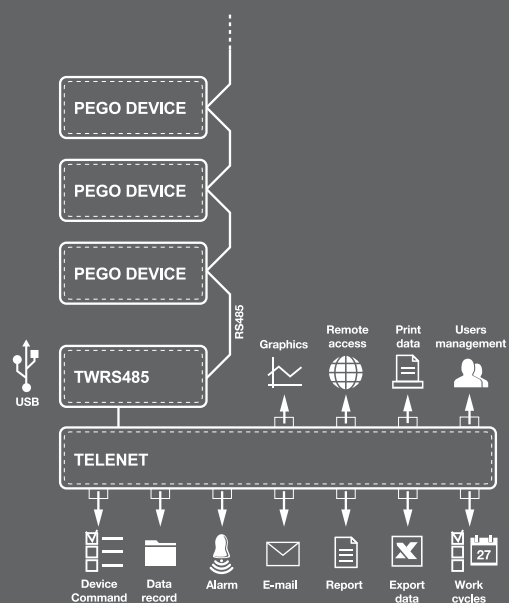 PEGO DEVICE
PEGO DEVICE
PEGO DEVICE
RS485
TWRS485
USB
Graphics
Remote
access
Print
data
Users
management
TELENET
Device
Command
Data
record
Alarm
E-mail
Report
X
Export
data
27
Work
cycles